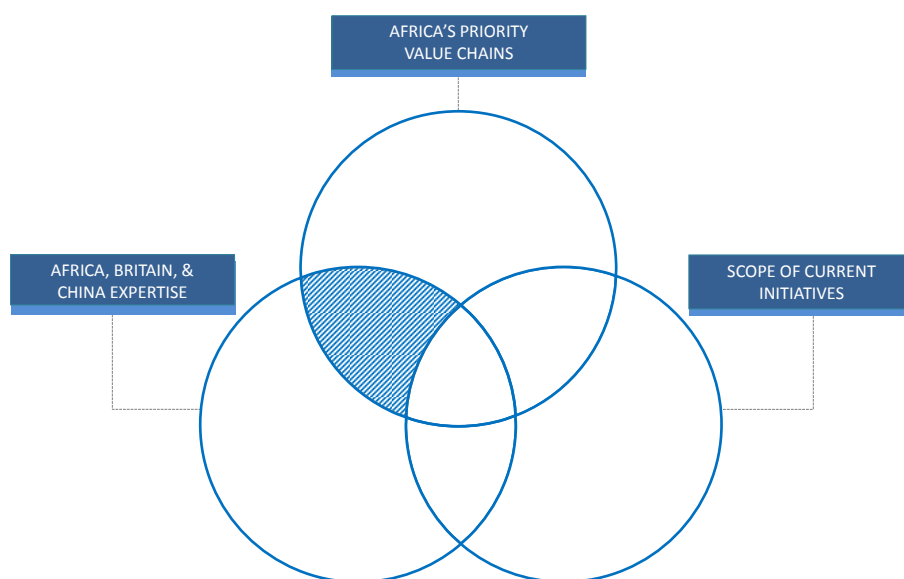 AFRICA’S PRIORITY
VALUE CHAINS
AFRICA, BRITAIN, &
CHINA EXPERTISE
SCOPE OF CURRENT
INITIATIVES